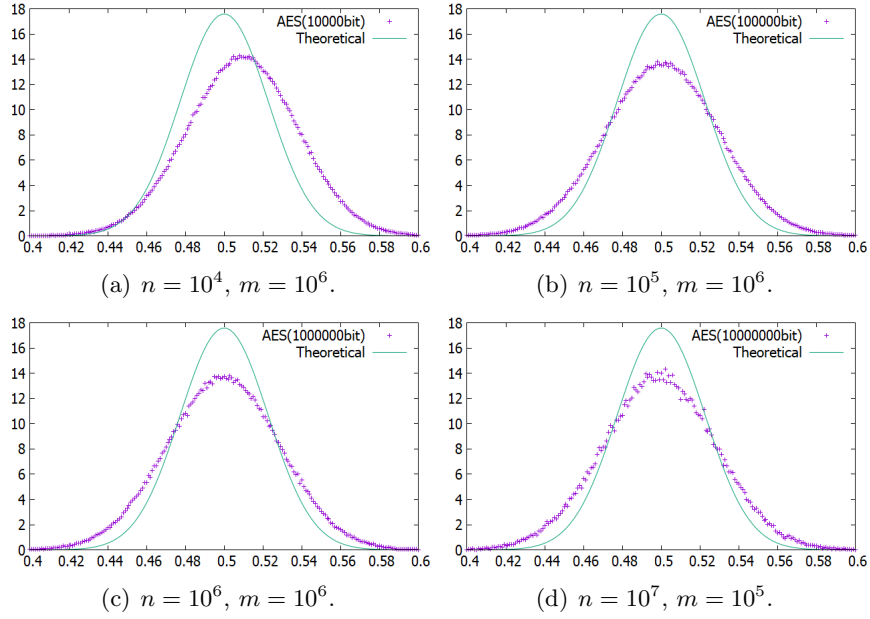 18
16
14
12
10
8
6
4
2
0
0.4 0.42 0.44 0.46 0.48 0.5 0.52 0.54 0.56 0.58 0.6
AES(10000bit)
Theoretical
(a) n = 10^4, m = 10^6.
18
16
14
12
10
8
6
4
2
0
0.4 0.42 0.44 0.46 0.48 0.5 0.52 0.54 0.56 0.58 0.6
AES(10000bit)
Theoretical
(b) n = 10^5, m = 10^6.
18
16
14
12
10
8
6
4
2
0
0.4 0.42 0.44 0.46 0.48 0.5 0.52 0.54 0.56 0.58 0.6
AES(1000000bit)
Theoretical
(c) n = 10^6, m = 10^6.
18
16
14
12
10
8
6
4
2
0
0.4 0.42 0.44 0.46 0.48 0.5 0.52 0.54 0.56 0.58 0.6
AES(10000000bit)
Theoretical
(d) n = 10^7, m = 10^5.